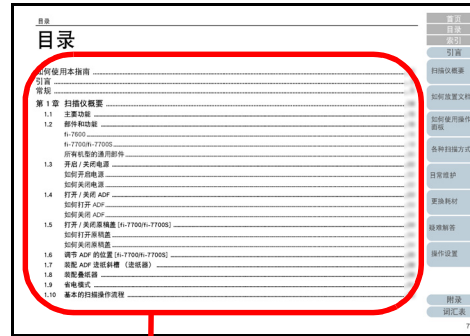 目录
目录
如何使用本指南
引言
常规
第 1 章 扫描仪概要
1.1 主要功能
1.2 部件和功能
fi-7600
fi-7700/fi-7700S
所有机型的通用部件
1.3 开启 / 关闭电源
如何开启电源
如何关闭电源
1.4 打开 / 关闭 ADF
如何打开 ADF
如何关闭 ADF
1.5 打开 / 关闭原稿盖 [fi-7700/fi-7700S]
如何打开原稿盖
如何关闭原稿盖
1.6 调节 ADF 的位置 [fi-7700/fi-7700S]
1.7 装配 ADF 进纸斜槽 （进纸器）
1.8 装配叠纸器
1.9 省电模式
1.10 基本的扫描操作流程
首页
目录
索引
引言
扫描仪概要
如何放置文档
如何使用操作
面板
各种扫描方式
日常维护
更换耗材
疑难解答
操作设置
附录
词汇表
7